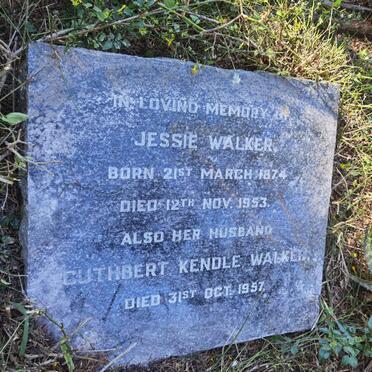 IN LOVING MEMORY OF
JESSIE WALKER,
BORN 21ST MARCH 1874
DIED 12TH NOV. 1953.
ALSO HER HUSBAND
CUTHBERT KENDLE WALKER,
DIED 31ST OCT. 1957.